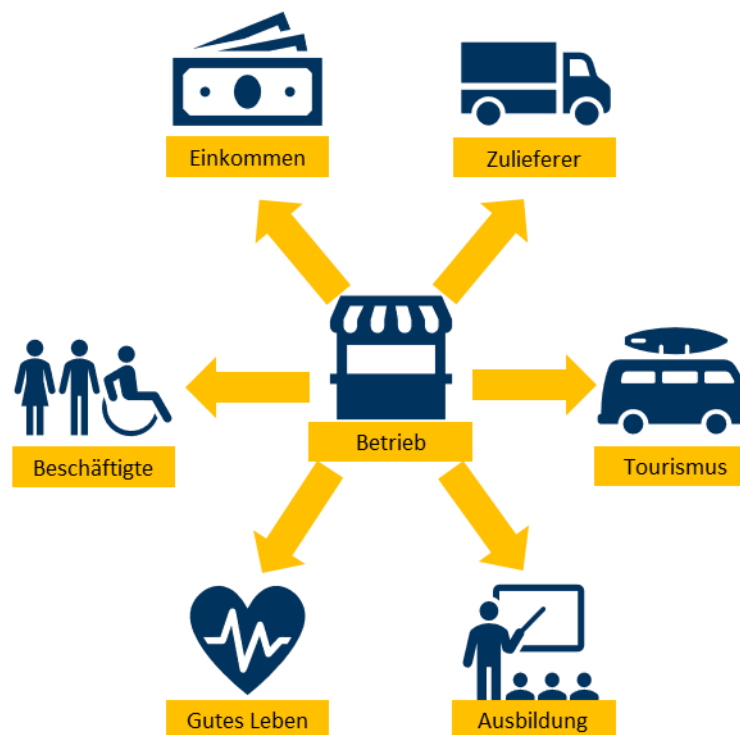 Einkommen
Zulieferer
Betrieb
Beschäftigte
Tourismus
Gutes Leben
Ausbildung